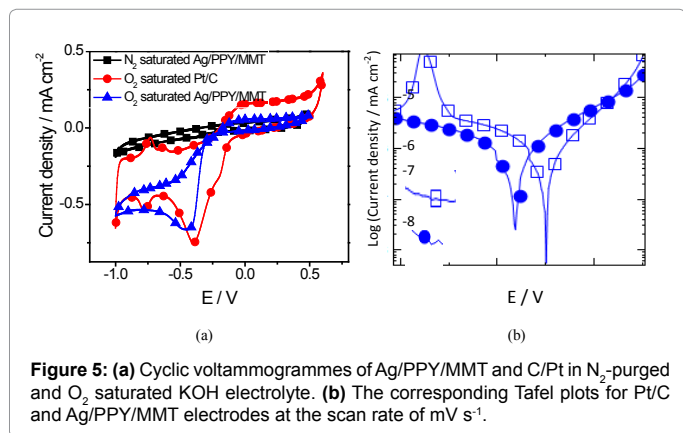 0.5
0.0
-0.5
-1.0
-0.5
0.0
0.5
N₂ saturated Ag/PPY/MMT
O₂ saturated Pt/C
O₂ saturated Ag/PPY/MMT
Current density / mA cm⁻²
E / V
(a)
Log (Current density / mA cm⁻²)
-5
-6
-7
-8
E / V
(b)
Figure 5: (a) Cyclic voltammogrammes of Ag/PPY/MMT and C/Pt in N₂-purged
and O₂ saturated KOH electrolyte. (b) The corresponding Tafel plots for Pt/C
and Ag/PPY/MMT electrodes at the scan rate of mV s⁻¹.